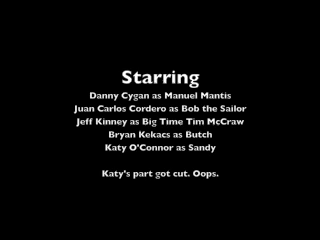 Starring
Danny Cygan as Manuel Mantis
Juan Carlos Cordero as Bob the Sailor
Jeff Kinney as Big Time Tim McCraw
Bryan Kekacs as Butch
Katy O'Connor as Sandy
Katy's part got cut. Oops.